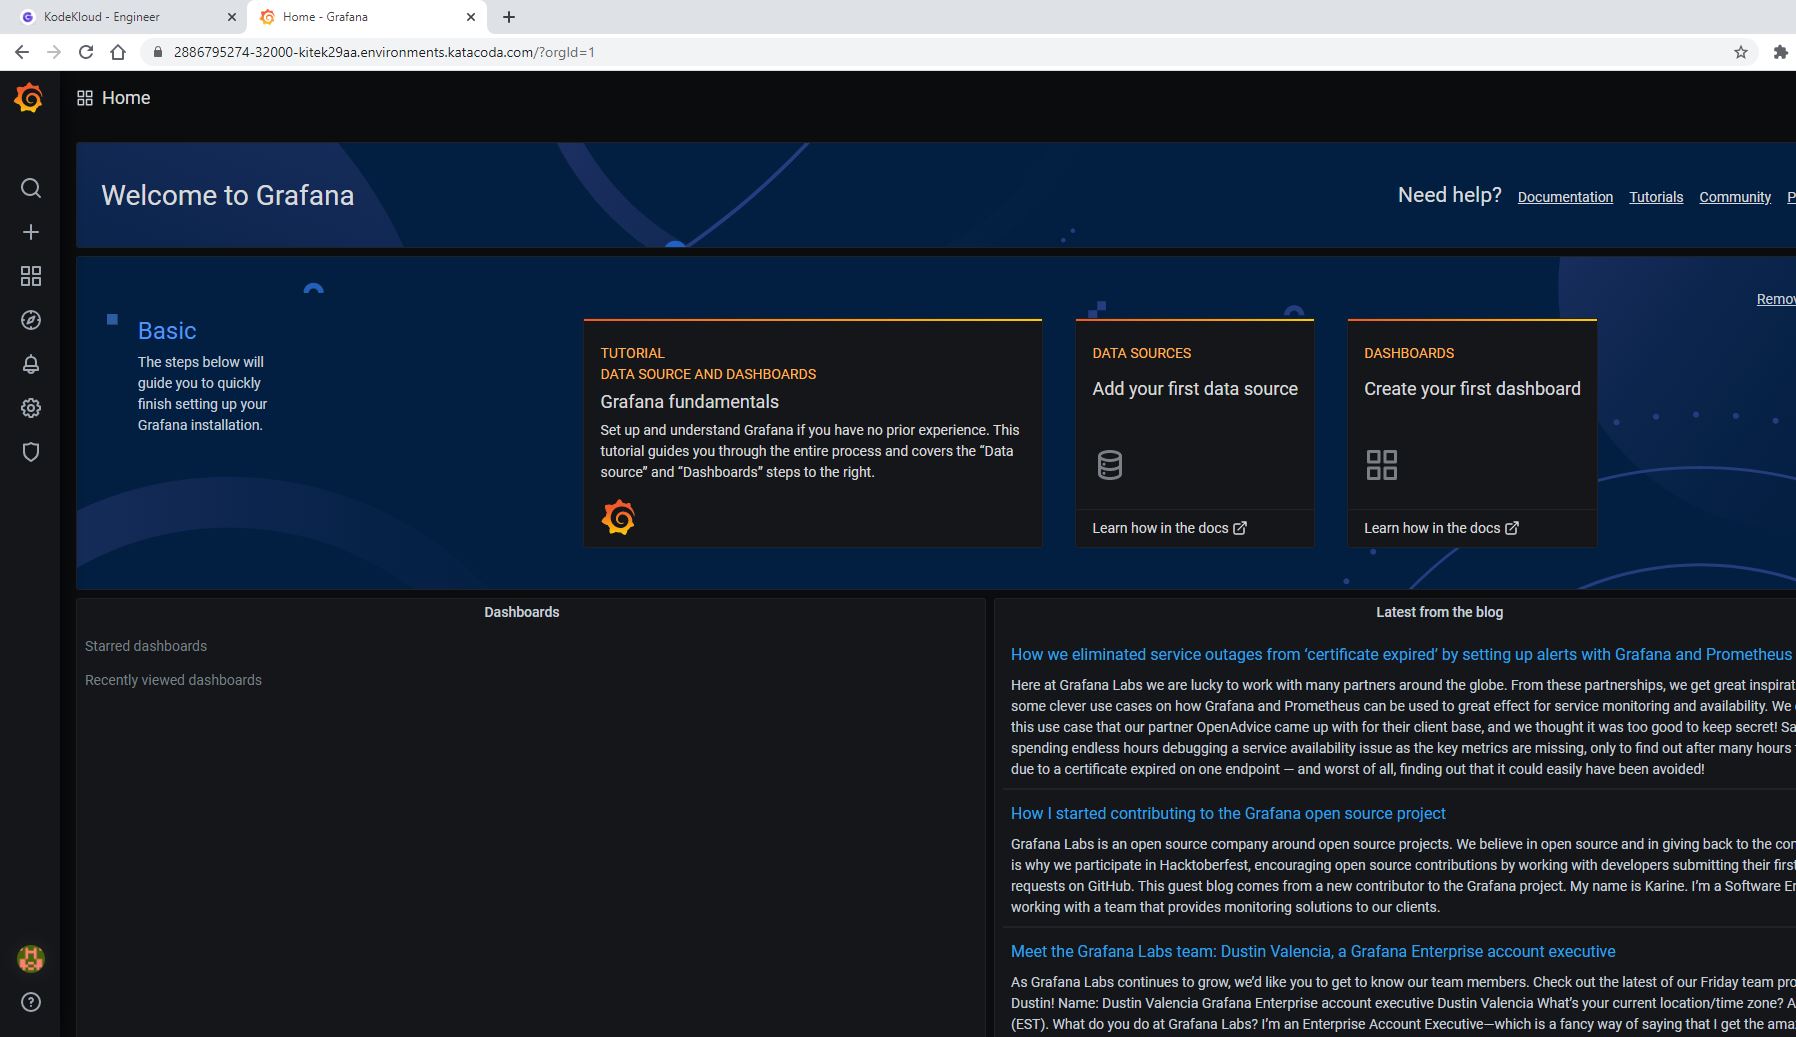 KodeKloud - Engineer
Home - Grafana
2886795274-32000-kitek29aa.environments.katacoda.com/?orgId=1
Home
Welcome to Grafana
Need help? Documentation Tutorials Community P
Remov
Basic
The steps below will
guide you to quickly
finish setting up your
Grafana installation.
TUTORIAL
DATA SOURCE AND DASHBOARDS
Grafana fundamentals
Set up and understand Grafana if you have no prior experience. This
tutorial guides you through the entire process and covers the “Data
source” and “Dashboards” steps to the right.
DATA SOURCES
Add your first data source
Learn how in the docs
DASHBOARDS
Create your first dashboard
Learn how in the docs
Dashboards
Starred dashboards
Recently viewed dashboards
Latest from the blog
How we eliminated service outages from ‘certificate expired’ by setting up alerts with Grafana and Prometheus
Here at Grafana Labs we are lucky to work with many partners around the globe. From these partnerships, we get great inspirat
some clever use cases on how Grafana and Prometheus can be used to great effect for service monitoring and availability. We
this use case that our partner OpenAdvice came up with for their client base, and we thought it was too good to keep secret! Sa
spending endless hours debugging a service availability issue as the key metrics are missing, only to find out after many hours
due to a certificate expired on one endpoint — and worst of all, finding out that it could easily have been avoided!
How I started contributing to the Grafana open source project
Grafana Labs is an open source company around open source projects. We believe in open source and in giving back to the con
is why we participate in Hacktoberfest, encouraging open source contributions by working with developers submitting their first
requests on GitHub. This guest blog comes from a new contributor to the Grafana project. My name is Karine. I’m a Software En
working with a team that provides monitoring solutions to our clients.
Meet the Grafana Labs team: Dustin Valencia, a Grafana Enterprise account executive
As Grafana Labs continues to grow, we’d like you to get to know our team members. Check out the latest of our Friday team pro
Dustin! Name: Dustin Valencia Grafana Enterprise account executive Dustin Valencia What’s your current location/time zone? A
(EST). What do you do at Grafana Labs? I’m an Enterprise Account Executive—which is a fancy way of saying that I get the ama